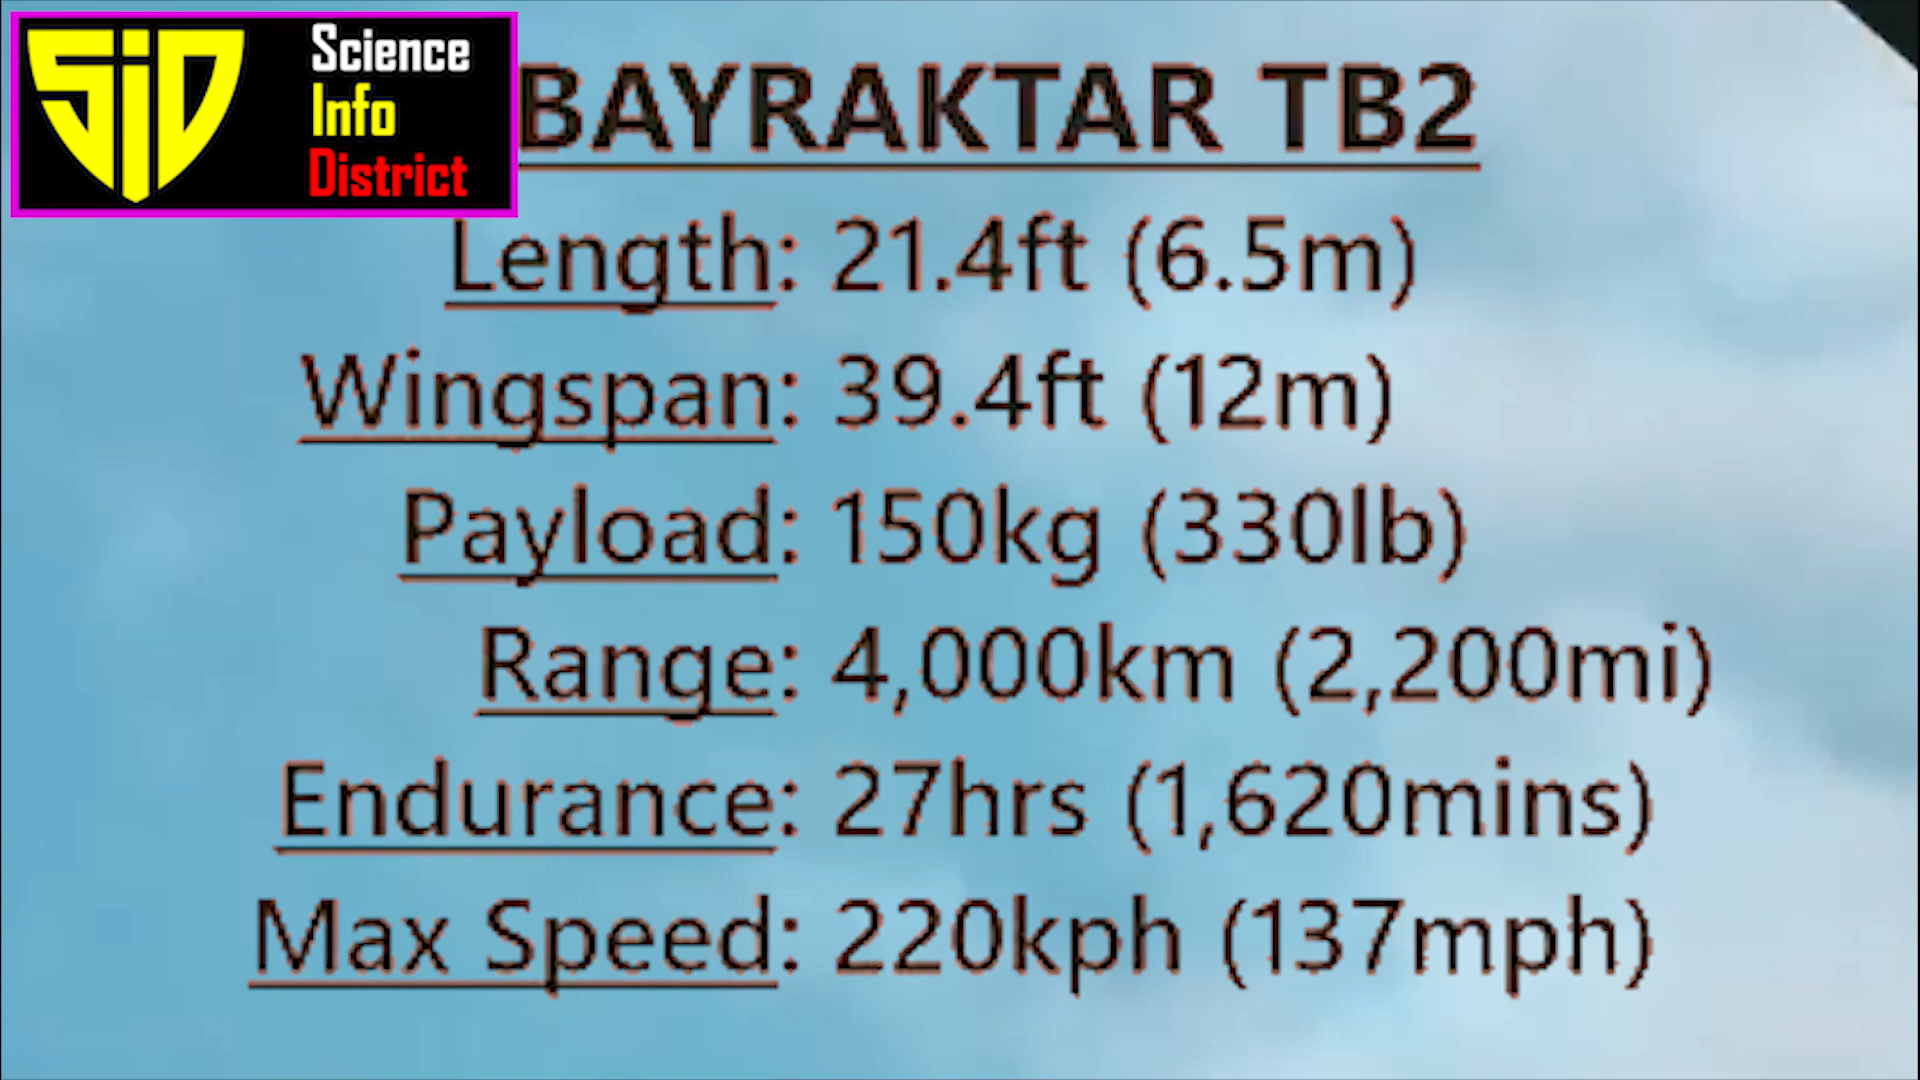 SiD
Science
Info
District
BAYRAKTAR TB2
Length: 21.4ft (6.5m)
Wingspan: 39.4ft (12m)
Payload: 150kg (330lb)
Range: 4,000km (2,200mi)
Endurance: 27hrs (1,620mins)
Max Speed: 220kph (137mph)